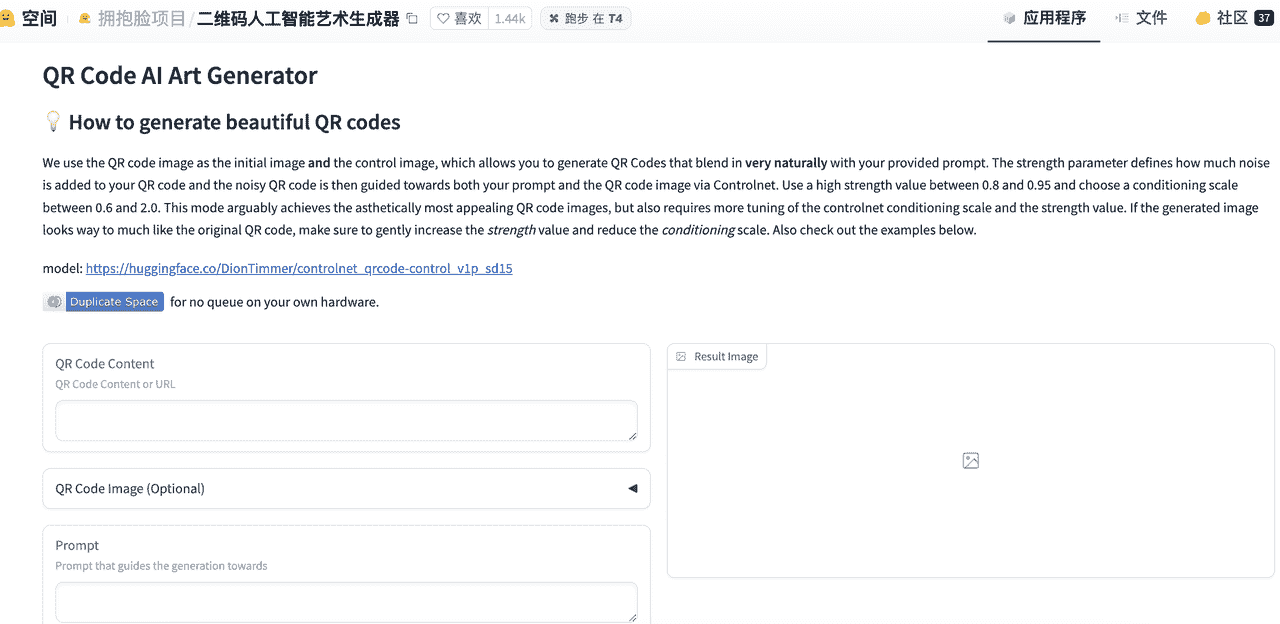 空间 拥抱脸项目 / 二维码人工智能艺术生成器 喜欢 1.44k 跑步 在 T4 应用程序 文件 社区 37
QR Code AI Art Generator
How to generate beautiful QR codes
We use the QR code image as the initial image and the control image, which allows you to generate QR Codes that blend in very naturally with your provided prompt. The strength parameter defines how much noise
is added to your QR code and the noisy QR code is then guided towards both your prompt and the QR code image via Controlnet. Use a high strength value between 0.8 and 0.95 and choose a conditioning scale
between 0.6 and 2.0. This mode arguably achieves the asthetically most appealing QR code images, but also requires more tuning of the controlnet conditioning scale and the strength value. If the generated image
looks way to much like the original QR code, make sure to gently increase the strength value and reduce the conditioning scale. Also check out the examples below.
model: https://huggingface.co/DionTimmer/controlnet_qrcode-control_v1p_sd15
Duplicate Space for no queue on your own hardware.
QR Code Content
QR Code Content or URL
QR Code Image (Optional)
Prompt
Prompt that guides the generation towards
Result Image